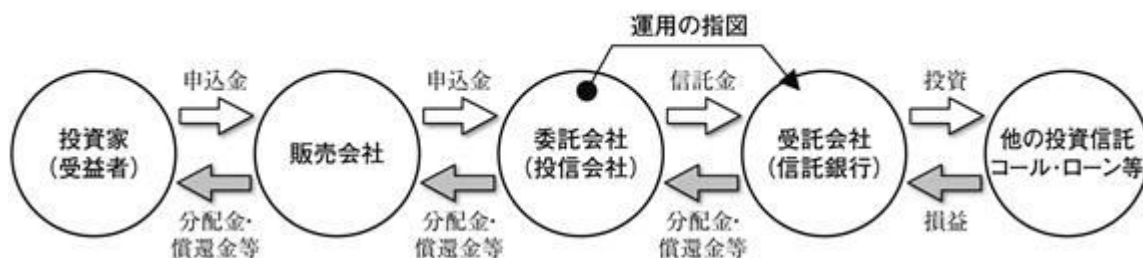 運用の指図
申込金
申込金
信託金
投資
投資家
(受益者)
販売会社
委託会社
(投信会社)
受託会社
(信託銀行)
他の投資信託
コール・ローン等
分配金・
償還金等
分配金・
償還金等
分配金・
償還金等
損益